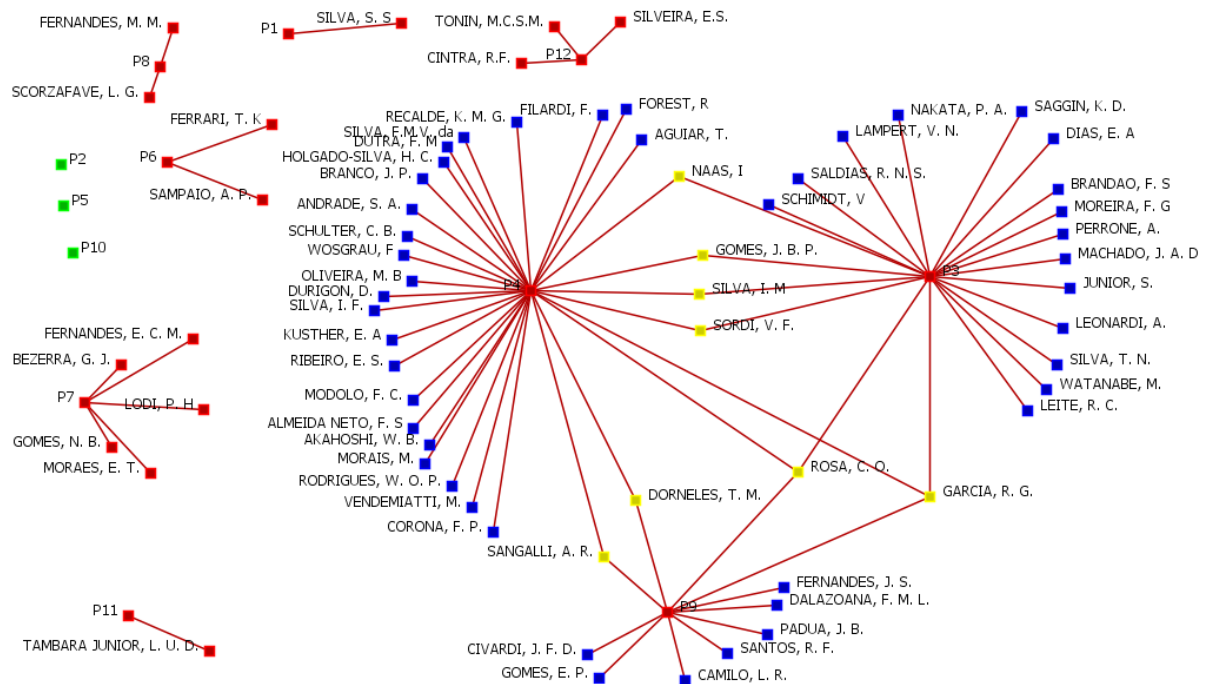 FERNANDES, M. M.
P8
SCORZAFAVE, L. G.
P1
SILVA, S. S
TONIN, M.C.S.M.
SILVEIRA, E.S.
P12
CINTRA, R.F.
FERRARI, T. K
P6
SAMPAIO, A. P.
P2
P5
P10
RECALDE, K. M. G.
FILARDI, F.
FOREST, R
SILVA, F.M.V. da
DUTRA, F. M
AGUIAR, T.
HOLGADO-SILVA, H. C.
BRANCO, J. P.
NAAS, I
ANDRADE, S. A.
SCHULTER, C. B.
WOSGRAU, F
GOMES, J. B. P.
OLIVEIRA, M. B
P4
DURIGON, D.
SILVA, I. M
SILVA, I. F.
SORDI, V. F.
KUSTHER, E. A
RIBEIRO, E. S.
MODOLO, F. C.
ALMEIDA NETO, F. S
AKAHOSHI, W. B.
MORAIS, M.
RODRIGUES, W. O. P.
VENDEMIATTI, M.
CORONA, F. P.
SANGALLI, A. R.
DORNELES, T. M.
ROSA, C. O.
GARCIA, R. G.
NAKATA, P. A.
SAGGIN, K. D.
LAMPERT, V. N.
DIAS, E. A
SALDIAS, R. N. S.
BRANDAO, F. S
SCHIMIDT, V
MOREIRA, F. G
PERRONE, A.
MACHADO, J. A. D
P3
JUNIOR, S.
LEONARDI, A.
SILVA, T. N.
WATANABE, M.
LEITE, R. C.
FERNANDES, E. C. M.
BEZERRA, G. J.
P7
LODI, P. H
GOMES, N. B.
MORAES, E. T.
P11
TAMBARA JUNIOR, L. U. D.
FERNANDES, J. S.
P9
DALAZOANA, F. M. L.
PADUA, J. B.
SANTOS, R. F.
CIVARDI, J. F. D.
GOMES, E. P.
CAMILO, L. R.